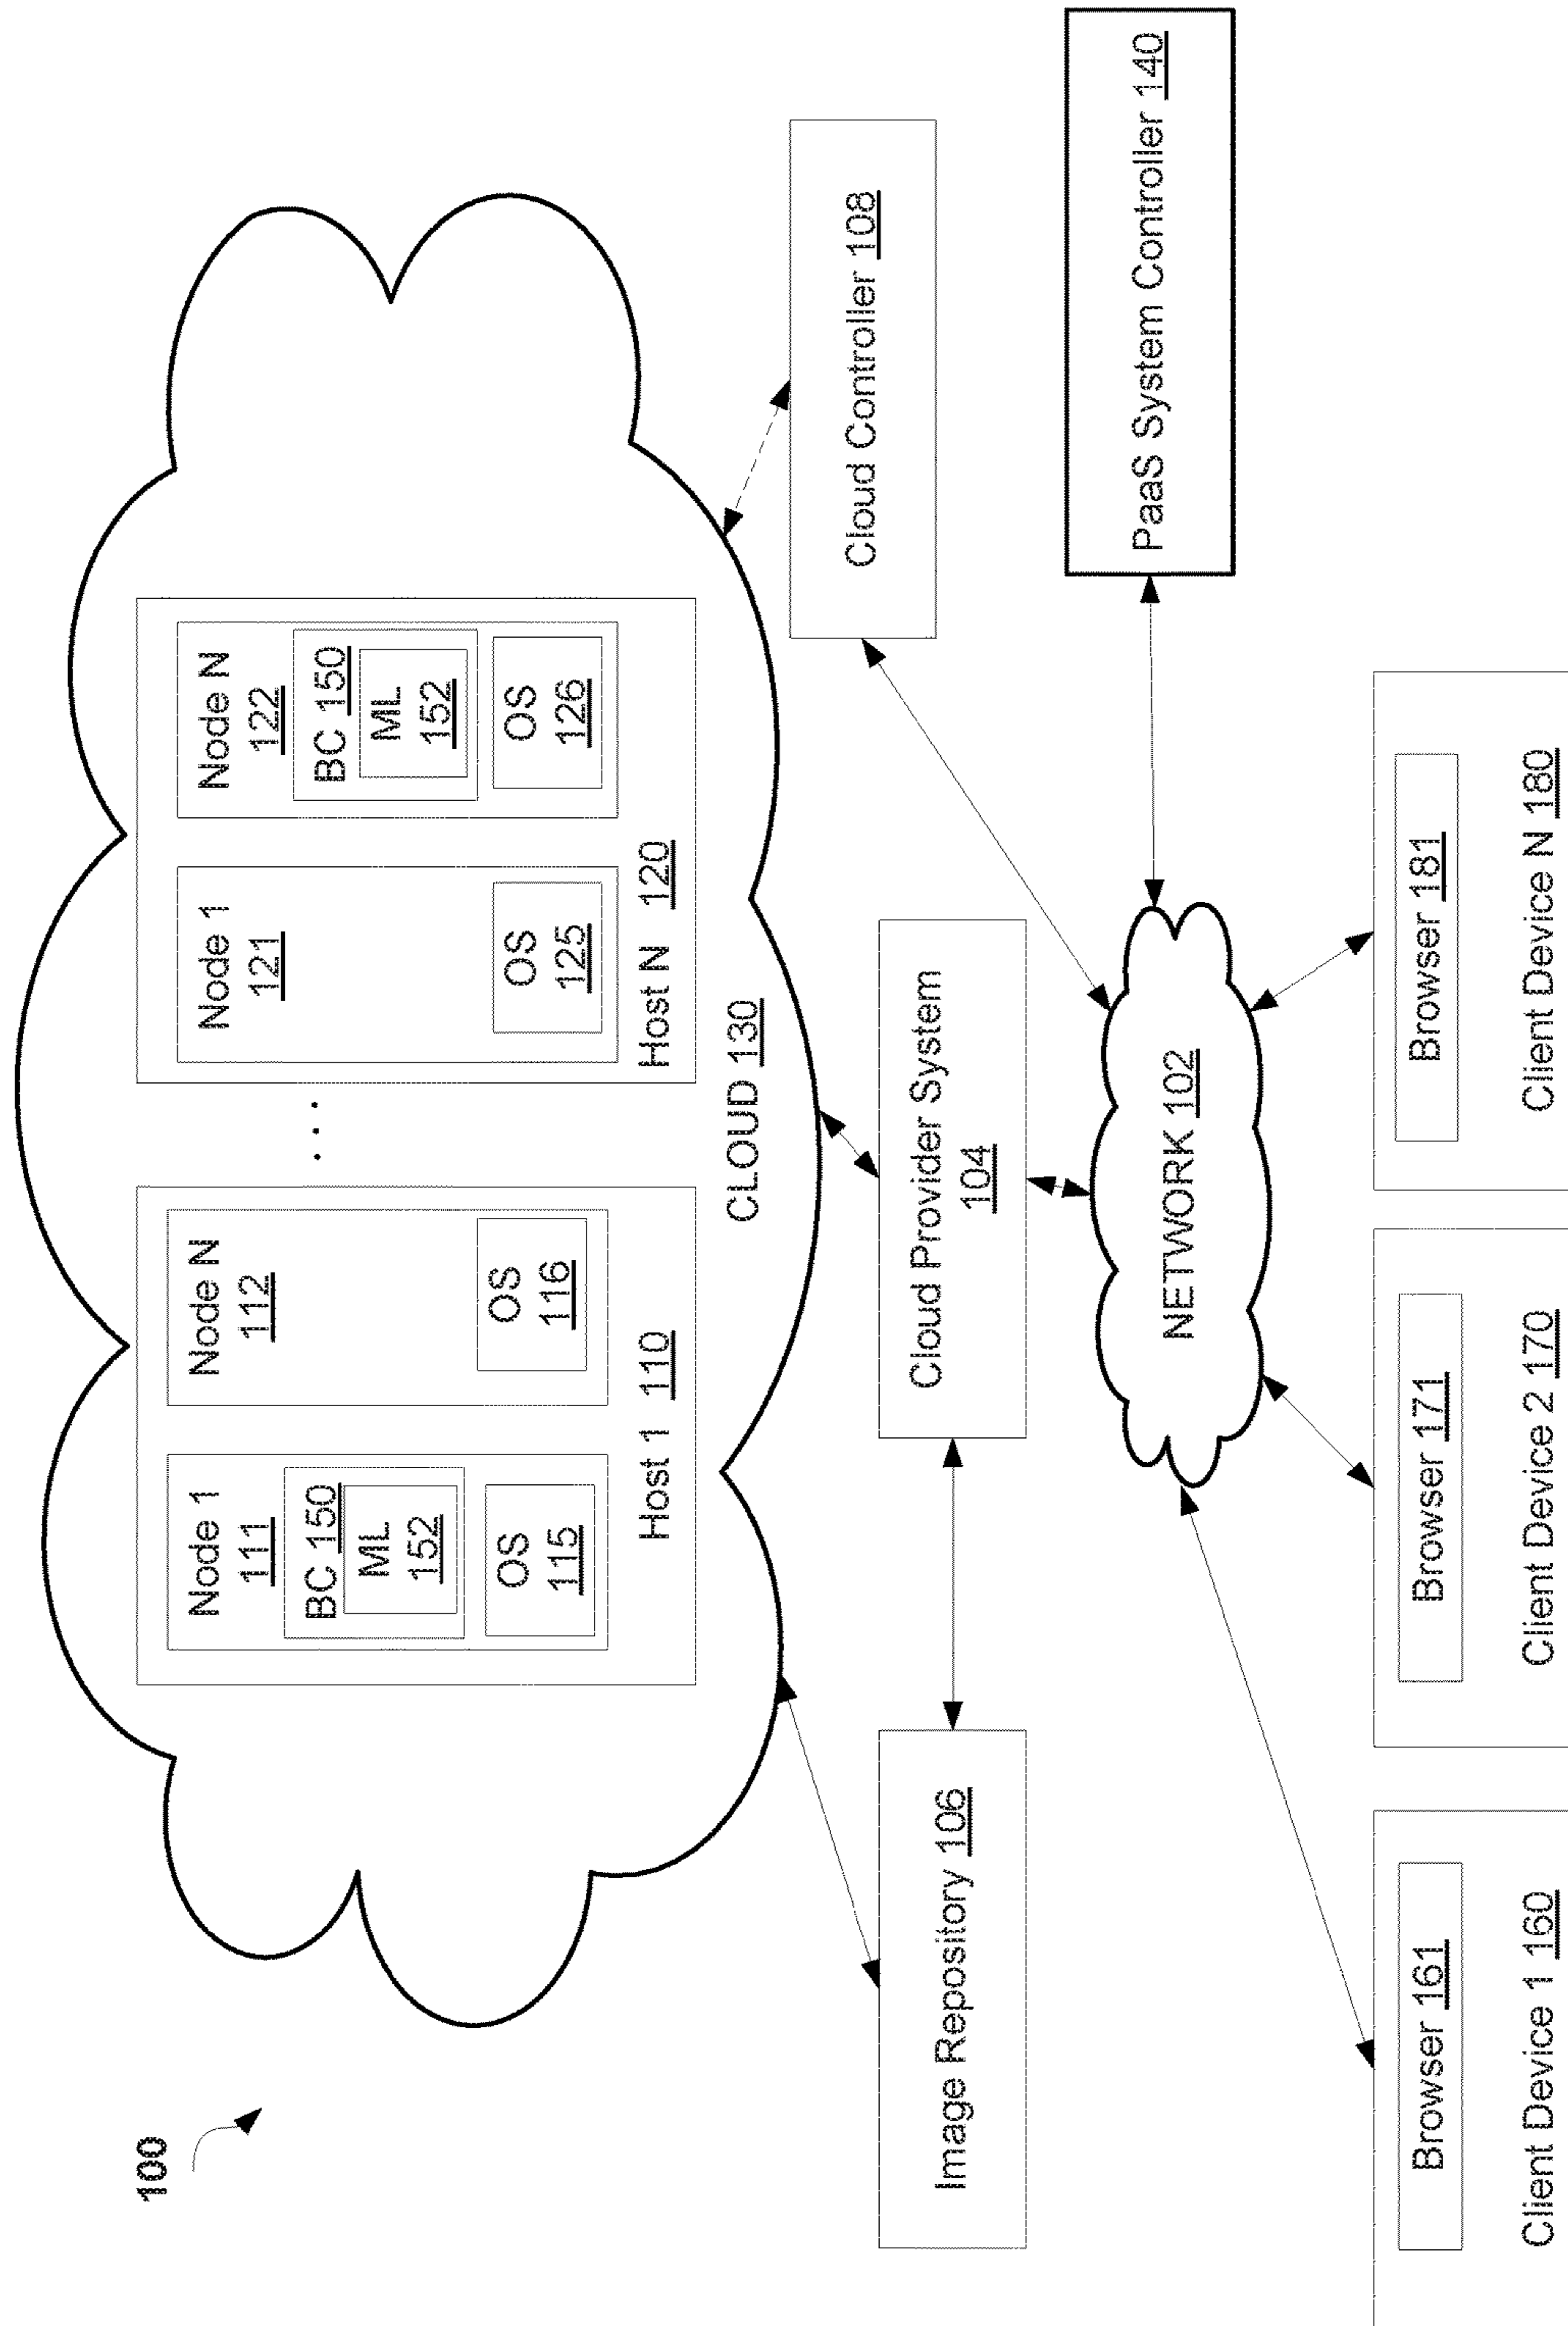 100
Node 1
111
BC 150
ML
152
OS
115
Node N
112
OS
116
Host 1 110
...
Node 1
121
OS
125
Node N
122
BC 150
ML
152
OS
126
Host N 120
CLOUD 130
Image Repository 106
Cloud Provider System
104
Cloud Controller 108
NETWORK 102
PaaS System Controller 140
Browser 161
Client Device 1 160
Browser 171
Client Device 2 170
Browser 181
Client Device N 180